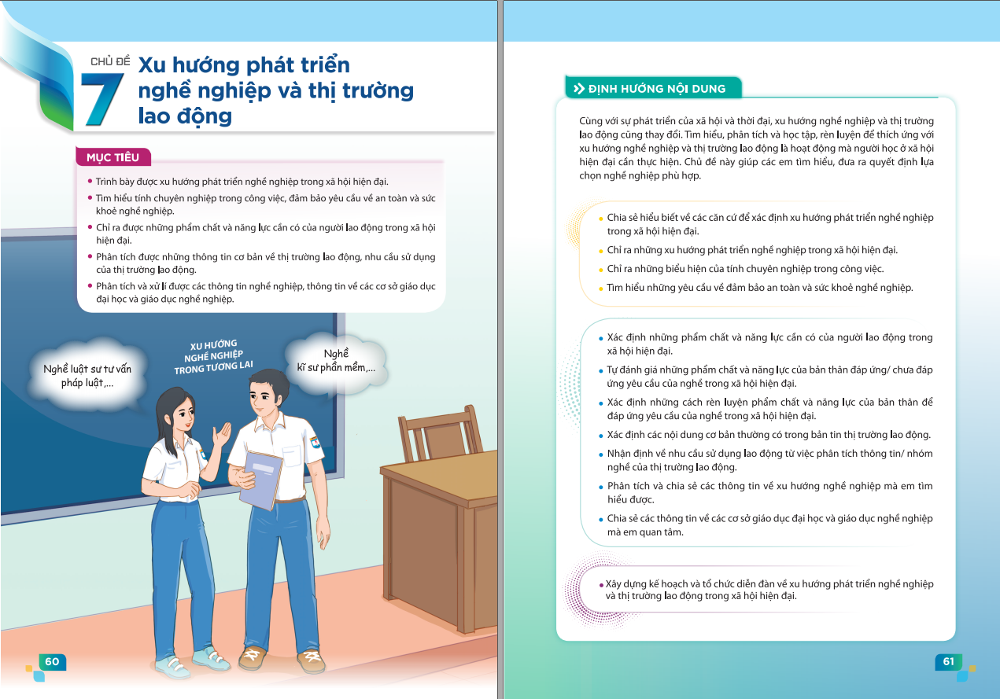 CHỦ ĐỀ
7
Xu hướng phát triển
nghề nghiệp và thị trường
lao động
MỤC TIÊU
• Trình bày được xu hướng phát triển nghề nghiệp trong xã hội hiện đại.
• Tìm hiểu tính chuyên nghiệp trong công việc, đảm bảo yêu cầu về an toàn và sức
khoẻ nghề nghiệp.
• Chỉ ra được những phẩm chất và năng lực cần có của người lao động trong xã hội
hiện đại.
• Phân tích được những thông tin cơ bản về thị trường lao động, nhu cầu sử dụng
của thị trường lao động.
• Phân tích và xử lí được các thông tin nghề nghiệp, thông tin về các cơ sở giáo dục
đại học và giáo dục nghề nghiệp.
Nghề luật sư tư vấn
pháp luật,...
XU HƯỚNG
NGHỀ NGHIỆP
TRONG TƯƠNG LAI
Nghề
kĩ sư phần mềm,...
60
ĐỊNH HƯỚNG NỘI DUNG
Cùng với sự phát triển của xã hội và thời đại, xu hướng nghề nghiệp và thị trường
lao động cũng thay đổi. Tìm hiểu, phân tích và học tập, rèn luyện để thích ứng với
xu hướng nghề nghiệp và thị trường lao động là hoạt động mà người học ở xã hội
hiện đại cần thực hiện. Chủ đề này giúp các em tìm hiểu, đưa ra quyết định lựa
chọn nghề nghiệp phù hợp.
• Chia sẻ hiểu biết về các căn cứ để xác định xu hướng phát triển nghề nghiệp
trong xã hội hiện đại.
• Chỉ ra những xu hướng phát triển nghề nghiệp trong xã hội hiện đại.
• Chỉ ra những biểu hiện của tính chuyên nghiệp trong công việc.
• Tìm hiểu những yêu cầu về đảm bảo an toàn và sức khoẻ nghề nghiệp.
• Xác định những phẩm chất và năng lực cần có của người lao động trong
xã hội hiện đại.
• Tự đánh giá những phẩm chất và năng lực của bản thân đáp ứng/ chưa đáp
ứng yêu cầu của nghề trong xã hội hiện đại.
• Xác định những cách rèn luyện phẩm chất và năng lực của bản thân để
đáp ứng yêu cầu của nghề trong xã hội hiện đại.
• Xác định các nội dung cơ bản thường có trong bản tin thị trường lao động.
• Nhận định về nhu cầu sử dụng lao động từ việc phân tích thông tin/ nhóm
nghề của thị trường lao động.
• Phân tích và chia sẻ các thông tin về xu hướng nghề nghiệp mà em tìm
hiểu được.
• Chia sẻ các thông tin về các cơ sở giáo dục đại học và giáo dục nghề nghiệp
mà em quan tâm.
• Xây dựng kế hoạch và tổ chức diễn đàn về xu hướng phát triển nghề nghiệp
và thị trường lao động trong xã hội hiện đại.
61